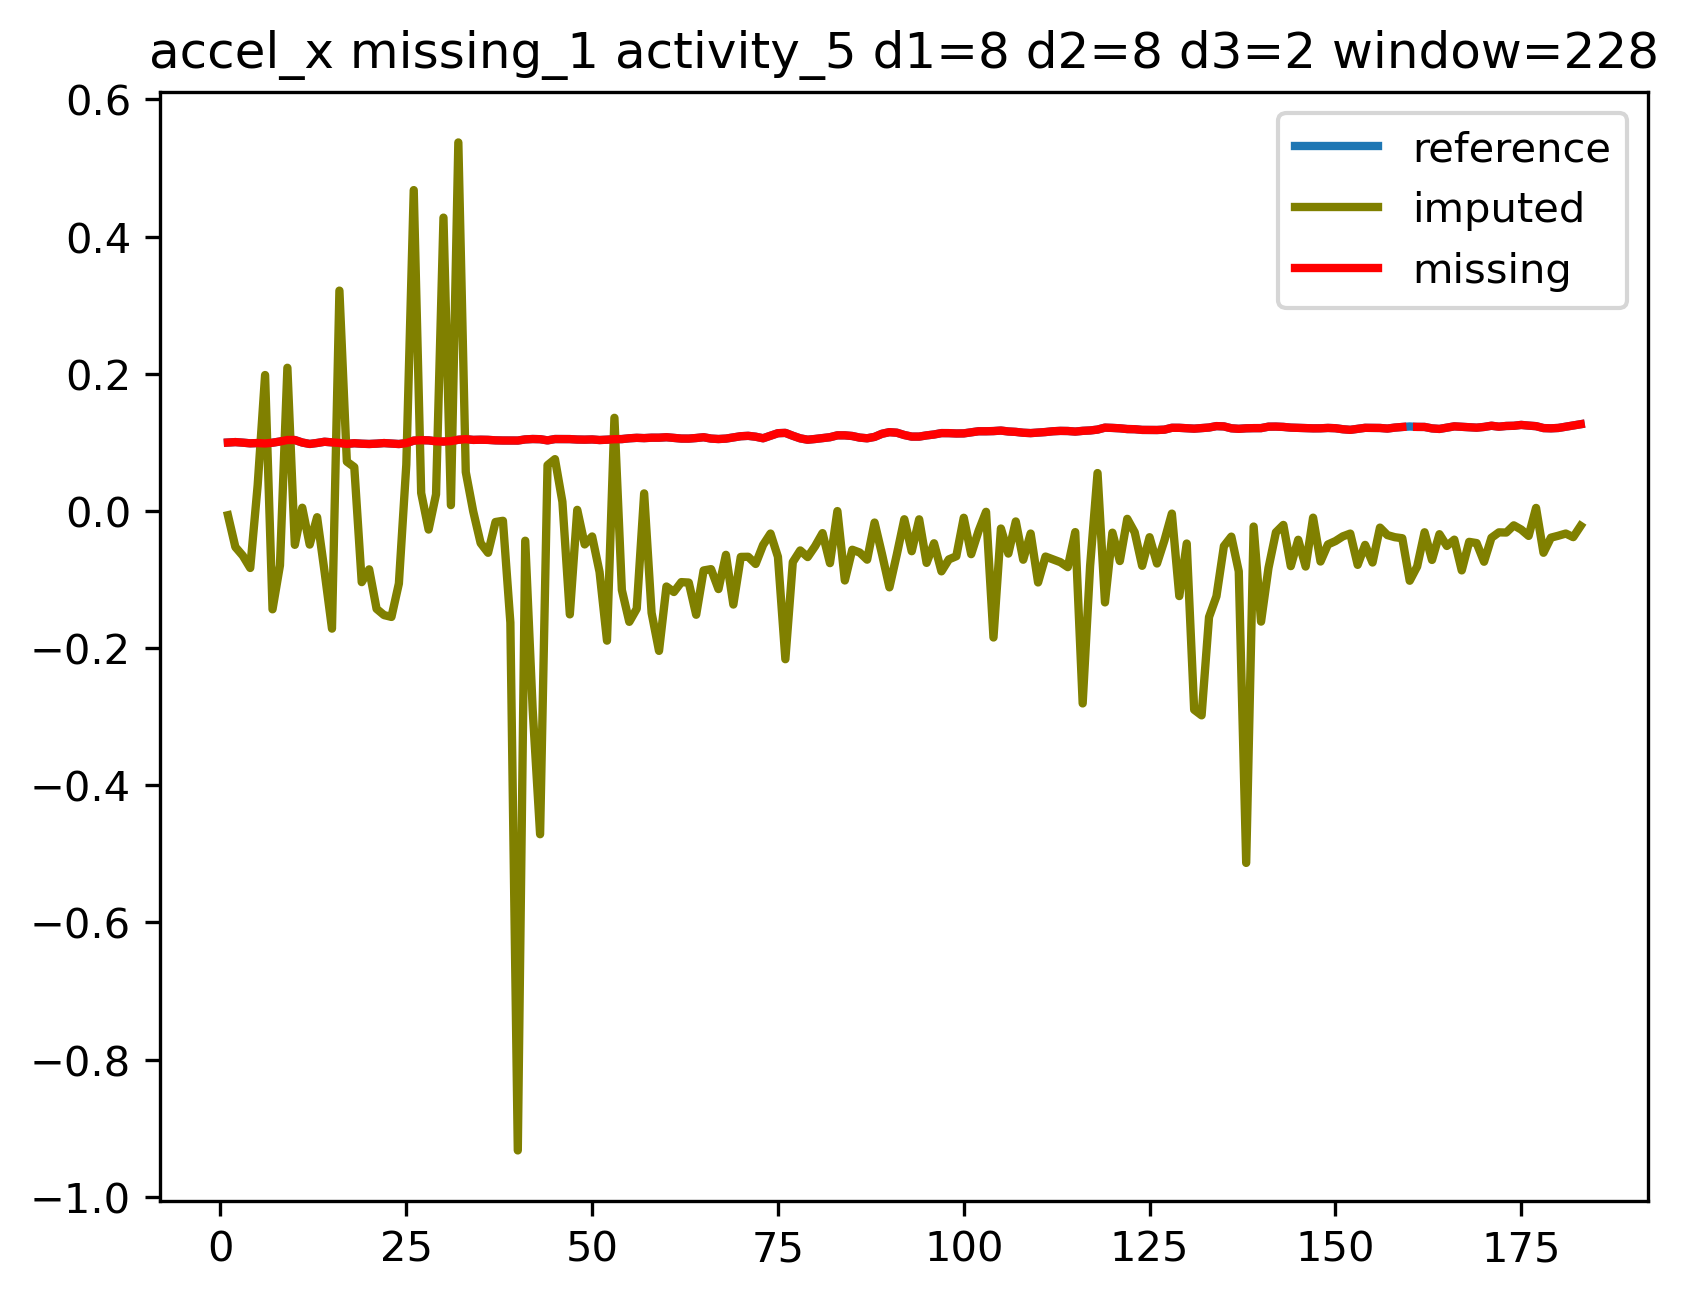 accel_x missing_1 activity_5 d1=8 d2=8 d3=2 window=228
reference
imputed
missing
0.6
0.4
0.2
0.0
−0.2
−0.4
−0.6
−0.8
−1.0
0 25 50 75 100 125 150 175